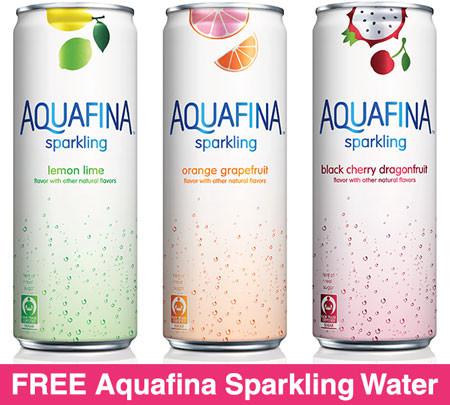 AQUAFINA
sparkling
lemon lime
flavor with other natural flavors
AQUAFINA
sparkling
orange grapefruit
flavor with other natural flavors
AQUAFINA
sparkling
black cherry dragonfruit
flavor with other natural flavors
FREE Aquafina Sparkling Water